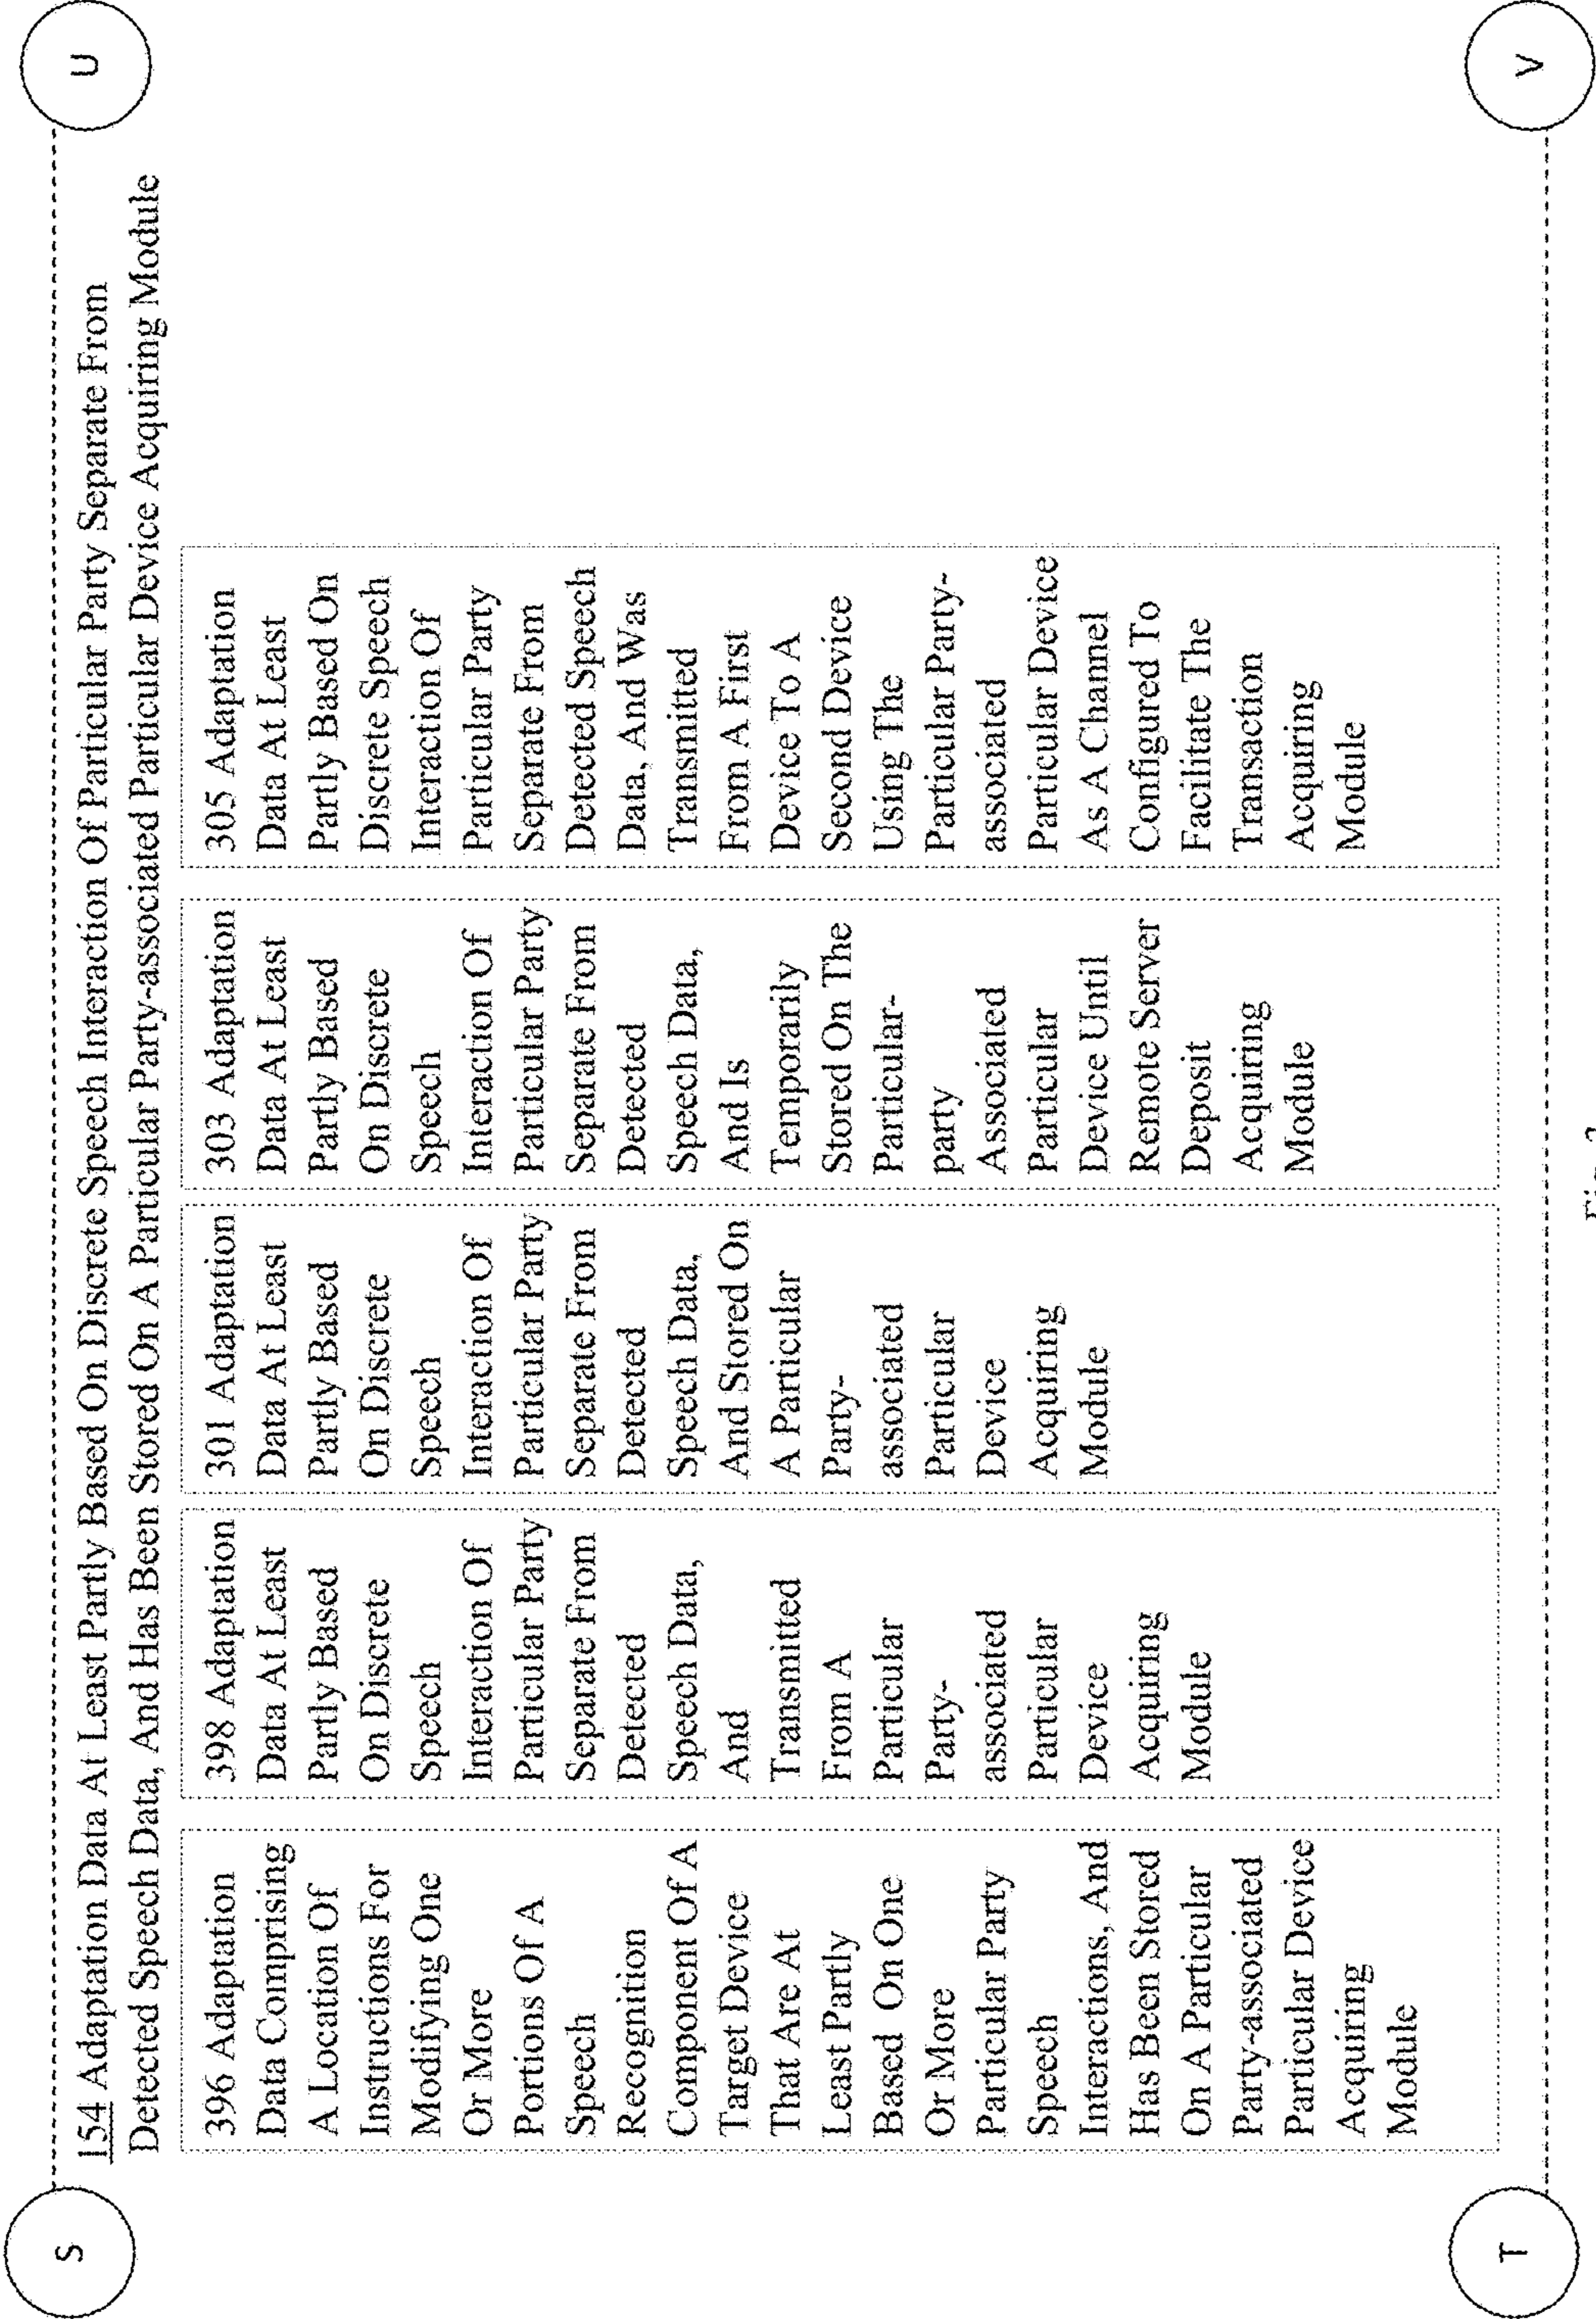 S
U
154 Adaptation Data At Least Partly Based On Discrete Speech Interaction Of Particular Party Separate From
Detected Speech Data, And Has Been Stored On A Particular Party-associated Particular Device Acquiring Module
396 Adaptation
Data Comprising
A Location Of
Instructions For
Modifying One
Or More
Portions Of A
Speech
Recognition
Component Of A
Target Device
That Are At
Least Partly
Based On One
Or More
Particular Party
Speech
Interactions, And
Has Been Stored
On A Particular
Party-associated
Particular Device
Acquiring
Module
398 Adaptation
Data At Least
Partly Based
On Discrete
Speech
Interaction Of
Particular Party
Separate From
Detected
Speech Data,
And
Transmitted
From A
Particular
Party-
associated
Particular
Device
Acquiring
Module
301 Adaptation
Data At Least
Partly Based
On Discrete
Speech
Interaction Of
Particular Party
Separate From
Detected
Speech Data,
And Stored On
A Particular
Party-
associated
Particular
Device
Acquiring
Module
303 Adaptation
Data At Least
Partly Based
On Discrete
Speech
Interaction Of
Particular Party
Separate From
Detected
Speech Data,
And Is
Temporarily
Stored On The
Particular-
party
Associated
Particular
Device Until
Remote Server
Deposit
Acquiring
Module
305 Adaptation
Data At Least
Partly Based On
Discrete Speech
Interaction Of
Particular Party
Separate From
Detected Speech
Data, And Was
Transmitted
From A First
Device To A
Second Device
Using The
Particular Party-
associated
Particular Device
As A Channel
Configured To
Facilitate The
Transaction
Acquiring
Module
T
V